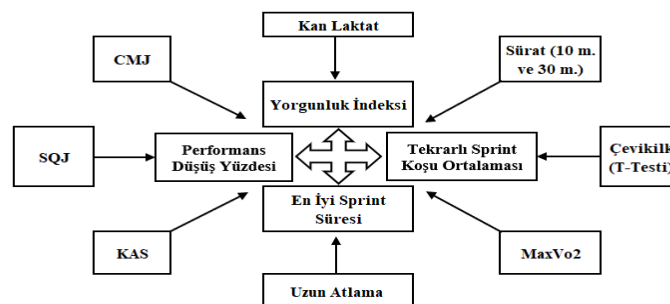 Kan Laktat
CMJ
Sürat (10 m.
ve 30 m.)
Yorgunluk İndeksi
SQJ
Performans
Düşüş Yüzdesi
Tekrarlı Sprint
Koşu Ortalaması
Çevikilk
(T-Testi)
En İyi Sprint
Süresi
KAS
MaxVo2
Uzun Atlama